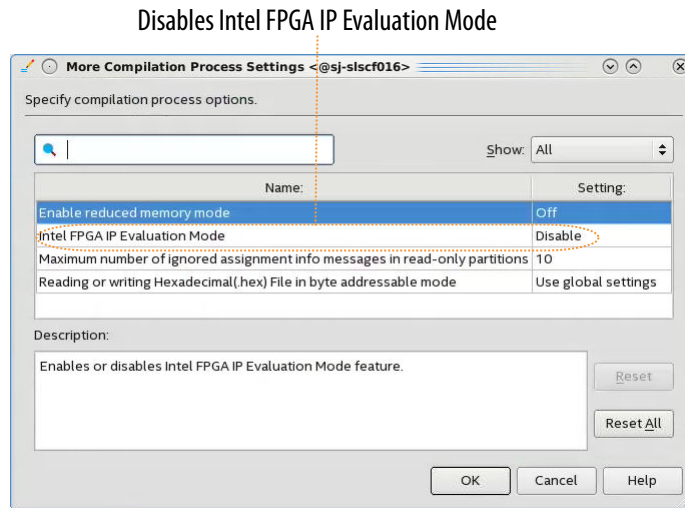 Disables Intel FPGA IP Evaluation Mode
More Compilation Process Settings <@sj-slscf016>
Specify compilation process options.
Show: All
Name: Setting:
Enable reduced memory mode Off
Intel FPGA IP Evaluation Mode Disable
Maximum number of ignored assignment info messages in read-only partitions 10
Reading or writing Hexadecimal(.hex) File in byte addressable mode Use global settings
Description:
Enables or disables Intel FPGA IP Evaluation Mode feature.
Reset
Reset All
OK Cancel Help